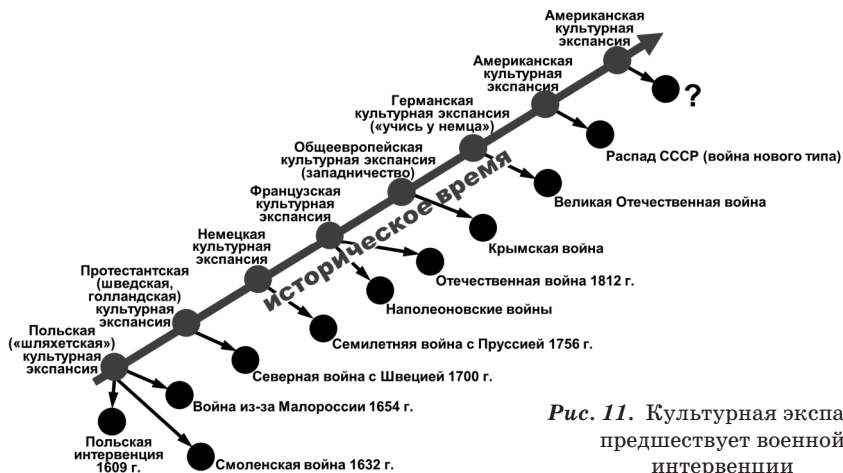 Американская
культурная
экспансия
Американская
культурная
экспансия
?
Германская
культурная экспансия
(«учись у немца»)
Распад СССР (война нового типа)
Общеевропейская
культурная экспансия
(западничество)
Великая Отечественная война
Французская
культурная
экспансия
историческое время
Крымская война
Немецкая
культурная
экспансия
Отечественная война 1812 г.
Наполеоновские войны
Протестантская
(шведская,
голландская)
культурная
экспансия
Семилетняя война с Пруссией 1756 г.
Польская
(«шляхетская»)
культурная
экспансия
Северная война с Швецией 1700 г.
Война из-за Малороссии 1654 г.
Польская
интервенция
1609 г.
Смоленская война 1632 г.
Рис. 11. Культурная экспа
предшествует военной
интервенции